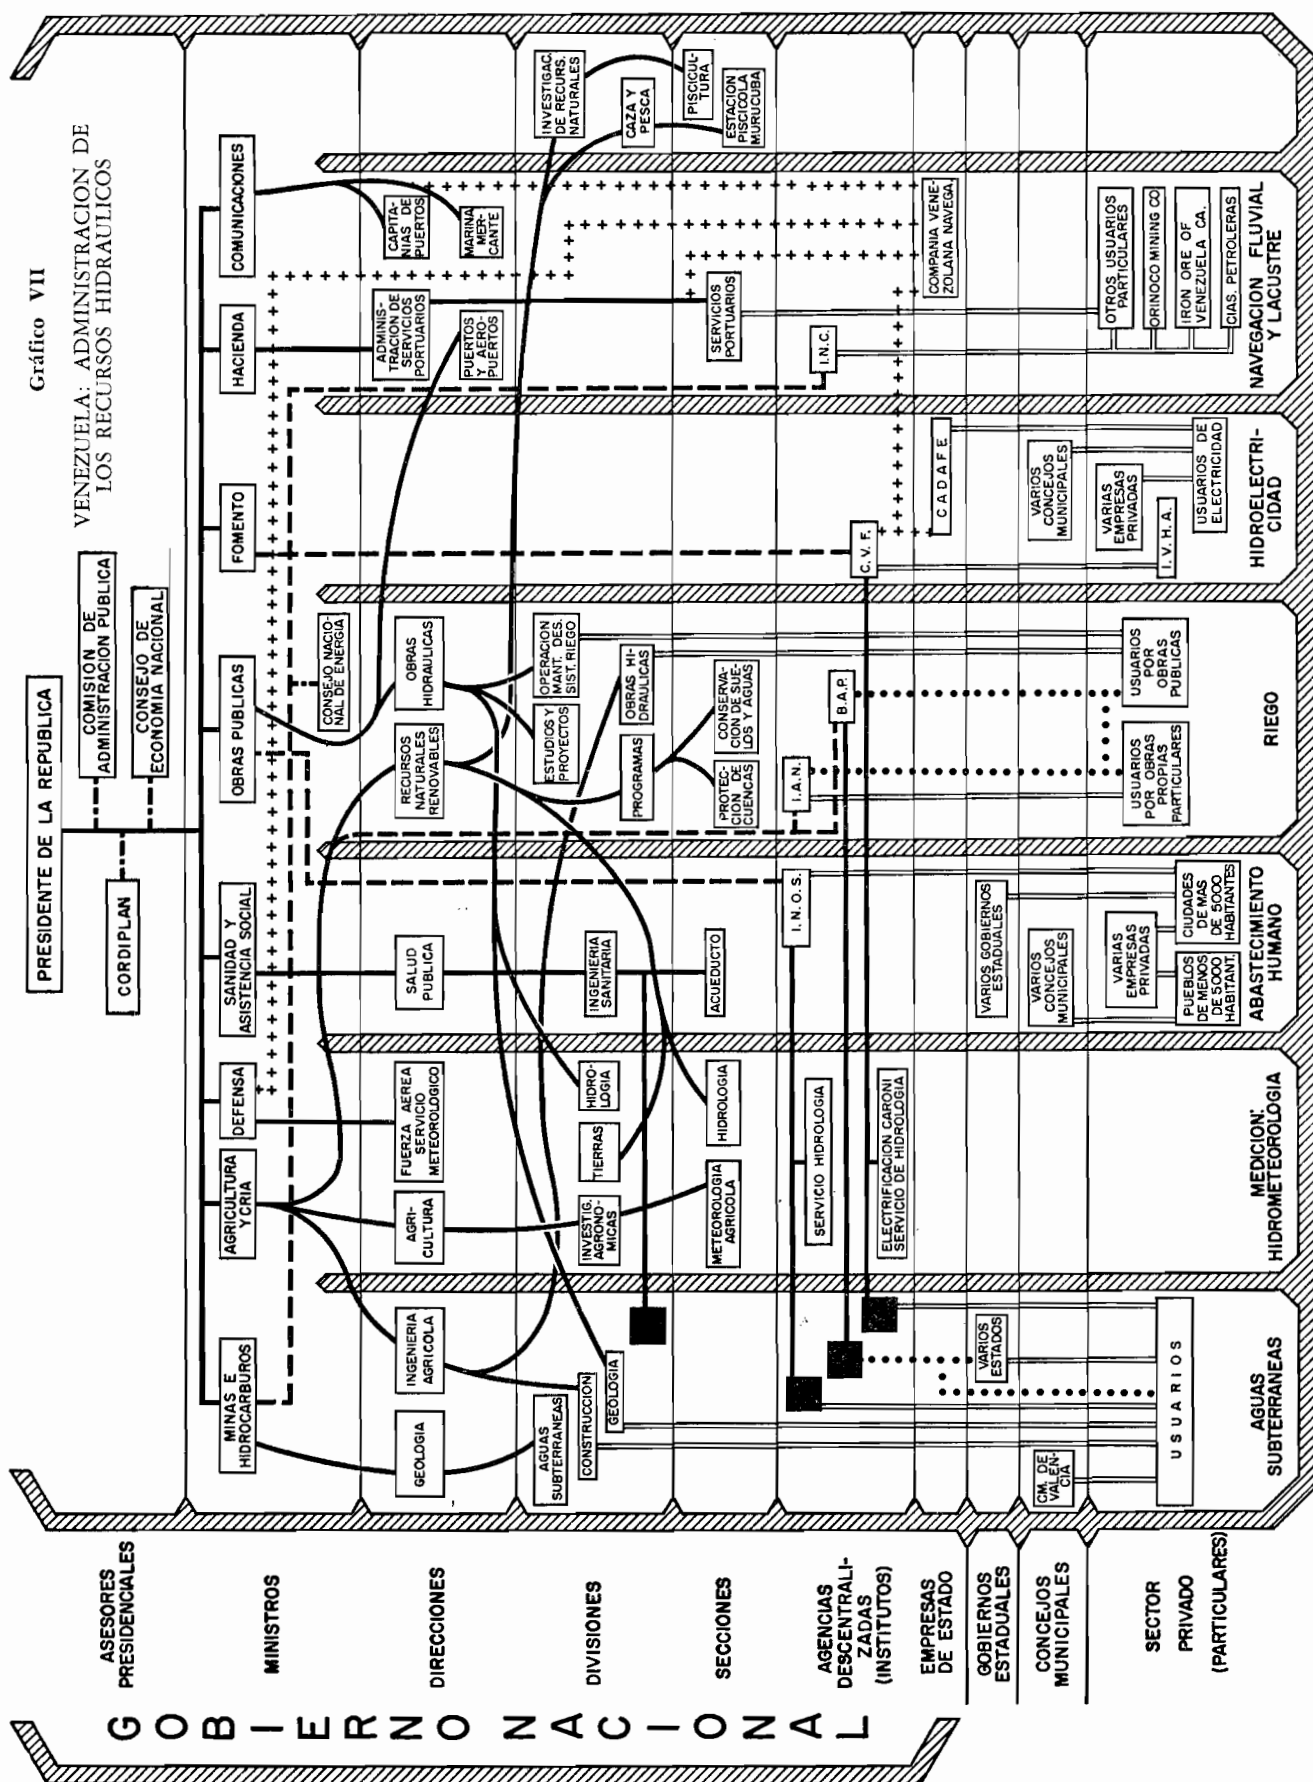 Gráfico VII
VENEZUELA: ADMINISTRACION DE
LOS RECURSOS HIDRAULICOS
PRESIDENTE DE LA REPUBLICA
COMISION DE
ADMINISTRACION PUBLICA
CONSEJO DE
ECONOMIA NACIONAL
CORDIPLAN
GOBIERNO NACIONAL
ASESORES
PRESIDENCIALES
MINISTROS
MINAS E
HIDROCARBUROS
AGRICULTURA
Y CRIA
DEFENSA
SANIDAD Y
ASISTENCIA SOCIAL
OBRAS PUBLICAS
FOMENTO
HACIENDA
COMUNICACIONES
CONSEJO NACIO-
NAL DE ENERGIA
DIRECCIONES
GEOLOGIA
INGENIERIA
AGRICOLA
AGRI-
CULTURA
FUERZA AEREA
SERVICIO
METEOROLOGICO
SALUD
PUBLICA
RECURSOS
NATURALES
RENOVABLES
OBRAS
HIDRAULICAS
ADMINIS-
TRACION DE
SERVICIOS
PORTUARIOS
PUERTOS
Y AERO-
PUERTOS
CAPITA-
NIAS DE
PUERTOS
MARINA
MER-
CANTE
DIVISIONES
AGUAS
SUBTERRANEAS
CONSTRUCCION
GEOLOGIA
INVESTIG.
AGRONO-
MICAS
TIERRAS
HIDRO-
LOGIA
INGENIERIA
SANITARIA
ESTUDIOS Y
PROYECTOS
OPERACION
MANT. DES.
SIST. RIEGO
PROGRAMAS
OBRAS HI-
DRAULICAS
INVESTIGAC.
DE RECURS.
NATURALES
CAZA Y
PESCA
SECCIONES
METEOROLOGIA
AGRICOLA
HIDROLOGIA
ACUEDUCTO
PROTEC-
CION DE
CUENCAS
CONSERVA-
CION DE SUE-
LOS Y AGUAS
SERVICIOS
PORTUARIOS
PISCICUL-
TURA
ESTACION
PISCICOLA
MURUCUBA
AGENCIAS
DESCENTRALI-
ZADAS
(INSTITUTOS)
SERVICIO HIDROLOGIA
ELECTRIFICACION CARONI
SERVICIO DE HIDROLOGIA
I. N. O. S.
I. A. N.
B. A. P.
C. V. F.
I. N. C.
EMPRESAS
DE ESTADO
C A D A F E
COMPAÑIA VENE-
ZOLANA NAVEGA.
GOBIERNOS
ESTADUALES
VARIOS
ESTADOS
VARIOS GOBIERNOS
ESTADUALES
CONCEJOS
MUNICIPALES
CM. DE
VALEN-
CIA
VARIOS
CONCEJOS
MUNICIPALES
VARIOS
CONCEJOS
MUNICIPALES
SECTOR
PRIVADO
(PARTICULARES)
U S U A R I O S
VARIAS
EMPRESAS
PRIVADAS
PUEBLOS
DE MENOS
DE 5000
HABITANT.
CIUDADES
DE MAS
DE 5000
HABITANTES
USUARIOS
POR OBRAS
PROPIAS
PARTICULARES
USUARIOS
POR
OBRAS
PUBLICAS
VARIAS
EMPRESAS
PRIVADAS
I. V. H. A.
USUARIOS DE
ELECTRICIDAD
OTROS USUARIOS
PARTICULARES
ORINOCO MINING CO
IRON ORE OF
VENEZUELA CA.
CIAS. PETROLERAS
AGUAS
SUBTERRANEAS
MEDICION:
HIDROMETEOROLOGIA
ABASTECIMIENTO
HUMANO
RIEGO
HIDROELECTRI-
CIDAD
NAVEGACION FLUVIAL
Y LACUSTRE